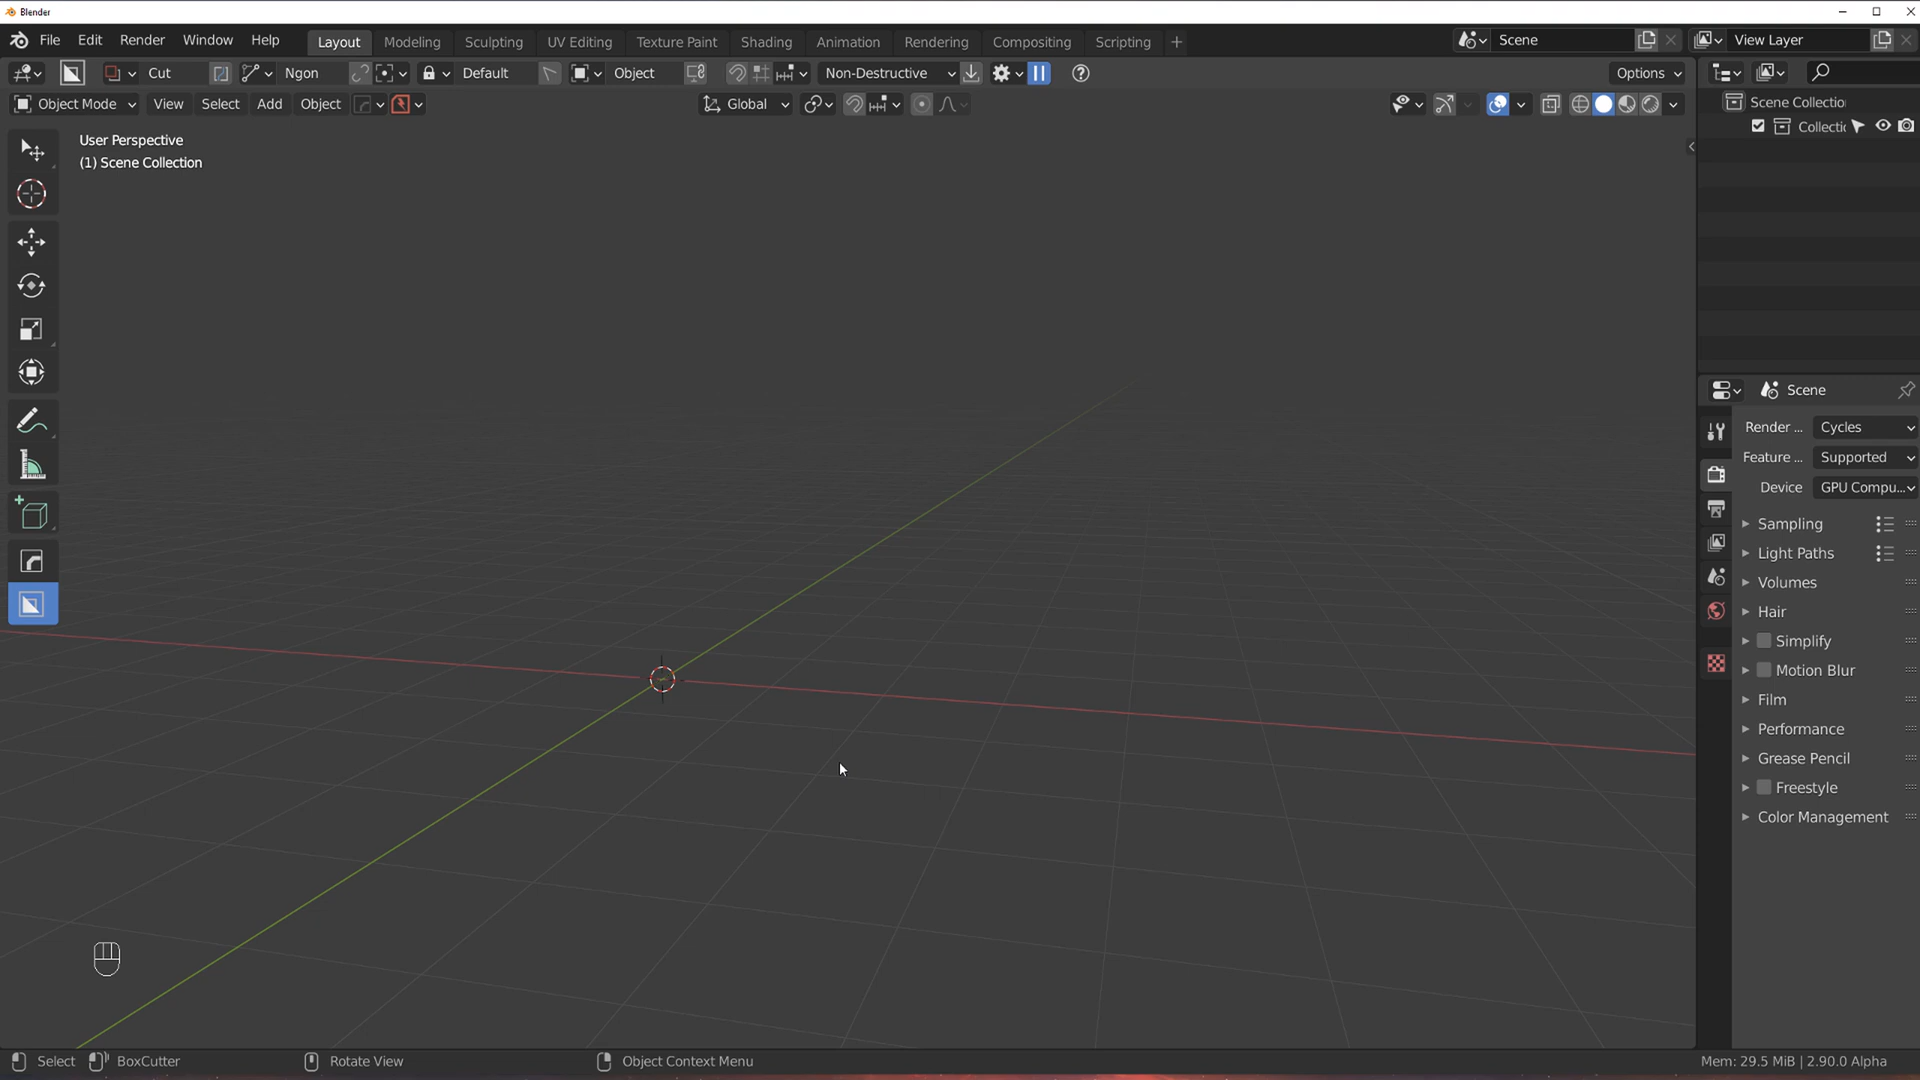 Blender
File Edit Render Window Help Layout Modeling Sculpting UV Editing Texture Paint Shading Animation Rendering Compositing Scripting + Scene View Layer
Cut Ngon Default Object Non-Destructive Options
Object Mode View Select Add Object Global
User Perspective
(1) Scene Collection
Scene Collectio
Collectic
Scene
Render ... Cycles
Feature ... Supported
Device GPU Compu...
Sampling
Light Paths
Volumes
Hair
Simplify
Motion Blur
Film
Performance
Grease Pencil
Freestyle
Color Management
Select BoxCutter Rotate View Object Context Menu Mem: 29.5 MiB | 2.90.0 Alpha